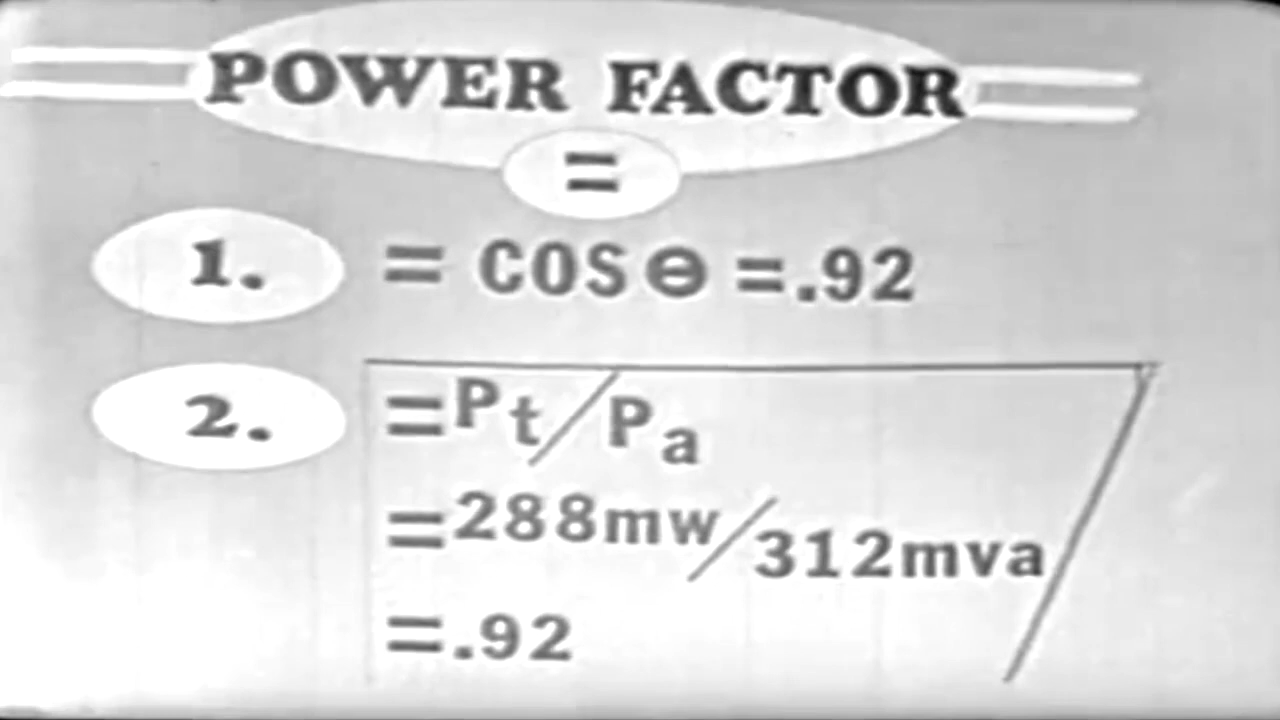 POWER FACTOR
=
1. = COS Θ = .92
2. = Pt/Pa
= 288mw/312mva
= .92